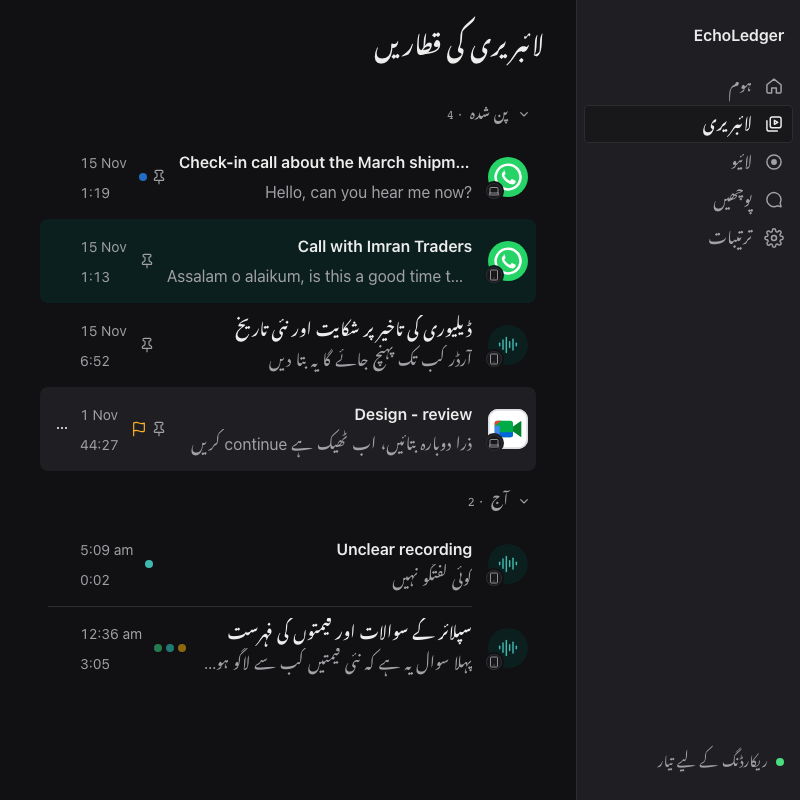 EchoLedger
ہوم
لائبریری
لائیو
پوچھیں
ترتیبات
ریکارڈنگ کے لیے تیار
لائبریری کی قطاریں
پن شدہ · 4
Check-in call about the March shipm...
15 Nov
Hello, can you hear me now?
1:19
Call with Imran Traders
15 Nov
Assalam o alaikum, is this a good time t...
1:13
ڈیلیوری کی تاخیر پر شکایت اور نئی تاریخ
15 Nov
آرڈر کب تک پہنچ جائے گا یہ بتا دیں
6:52
Design - review
1 Nov
ذرا دوبارہ بتائیں، اب ٹھیک ہے continue کریں
44:27
آج · 2
Unclear recording
5:09 am
کوئی گفتگو نہیں
0:02
سپلائر کے سوالات اور قیمتوں کی فہرست
12:36 am
پہلا سوال یہ ہے کہ نئی قیمتیں کب سے لاگو ہو...
3:05